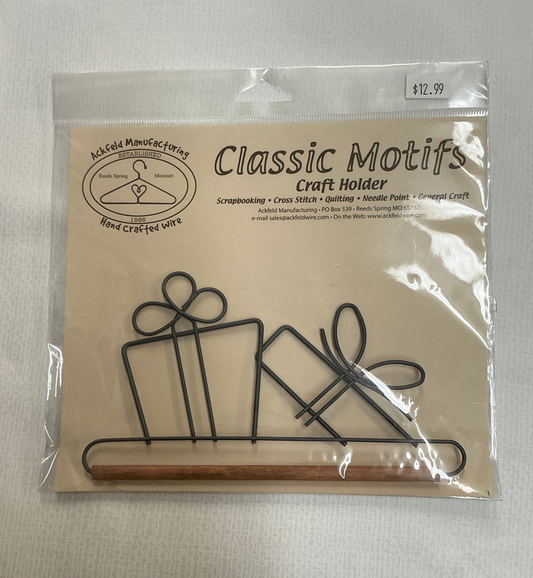 $12.99
Ackfeld Manufacturing
ESTABLISHED
Reeds Spring Missouri
1986
Hand Crafted Wire
Classic Motifs
Craft Holder
Scrapbooking • Cross Stitch • Quilting • Needle Point • General Craft
Ackfeld Manufacturing • PO Box 539 • Reeds Spring MO 65737
e-mail sales@ackfeldwire.com • On the Web: www.ackfeldwire.com